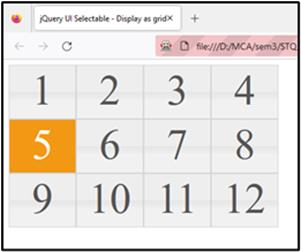 jQuery UI Selectable - Display as grid
file:///D:/MCA/sem3/STQ
1 2 3 4
5 6 7 8
9 10 11 12